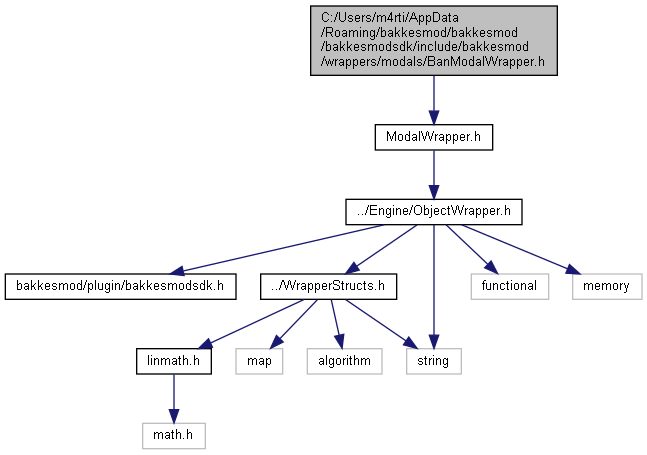 C:/Users/m4rti/AppData
/Roaming/bakkesmod/bakkesmod
/bakkesmodsdk/include/bakkesmod
/wrappers/modals/BanModalWrapper.h
ModalWrapper.h
../Engine/ObjectWrapper.h
bakkesmod/plugin/bakkesmodsdk.h
../WrapperStructs.h
functional
memory
linmath.h
map
algorithm
string
math.h